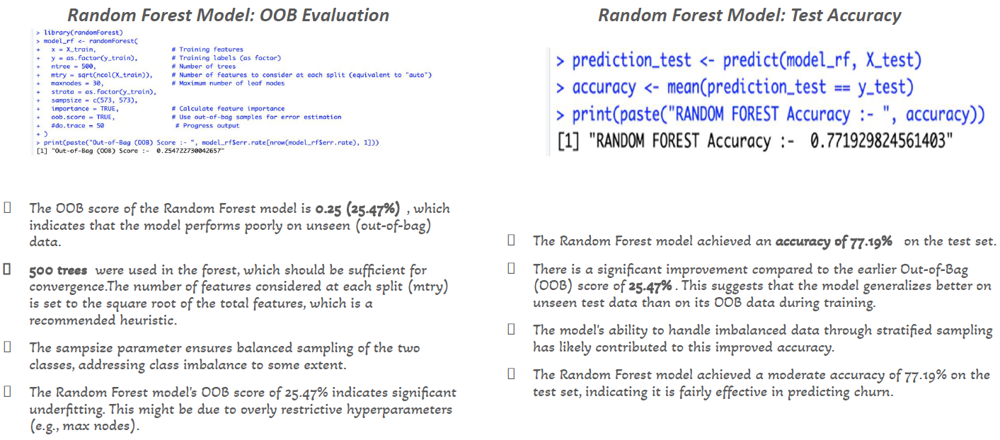 Random Forest Model: OOB Evaluation
> library(randomForest)
> model_rf <- randomForest(
+ x = X_train, # Training features
+ y = as.factor(y_train), # Training labels (as factor)
+ ntree = 500, # Number of trees
+ mtry = sqrt(ncol(X_train)), # Number of features to consider at each split (equivalent to "auto")
+ maxnodes = 30, # Maximum number of leaf nodes
+ strata = as.factor(y_train),
+ sampsize = c(573, 573),
+ importance = TRUE, # Calculate feature importance
+ oob.score = TRUE, # Use out-of-bag samples for error estimation
+ #do.trace = 50 # Progress output
+ )
> print(paste("Out-of-Bag (OOB) Score :- ", model_rf$err.rate[nrow(model_rf$err.rate), 1]))
[1] "Out-of-Bag (OOB) Score :-  0.254722730042657"
The OOB score of the Random Forest model is 0.25 (25.47%) , which
indicates that the model performs poorly on unseen (out-of-bag)
data.
500 trees were used in the forest, which should be sufficient for
convergence.The number of features considered at each split (mtry)
is set to the square root of the total features, which is a
recommended heuristic.
The sampsize parameter ensures balanced sampling of the two
classes, addressing class imbalance to some extent.
The Random Forest model's OOB score of 25.47% indicates significant
underfitting. This might be due to overly restrictive hyperparameters
(e.g., max nodes).
Random Forest Model: Test Accuracy
> prediction_test <- predict(model_rf, X_test)
> accuracy <- mean(prediction_test == y_test)
> print(paste("RANDOM FOREST Accuracy :- ", accuracy))
[1] "RANDOM FOREST Accuracy :-  0.771929824561403"
The Random Forest model achieved an accuracy of 77.19% on the test set.
There is a significant improvement compared to the earlier Out-of-Bag
(OOB) score of 25.47% . This suggests that the model generalizes better on
unseen test data than on its OOB data during training.
The model's ability to handle imbalanced data through stratified sampling
has likely contributed to this improved accuracy.
The Random Forest model achieved a moderate accuracy of 77.19% on the
test set, indicating it is fairly effective in predicting churn.